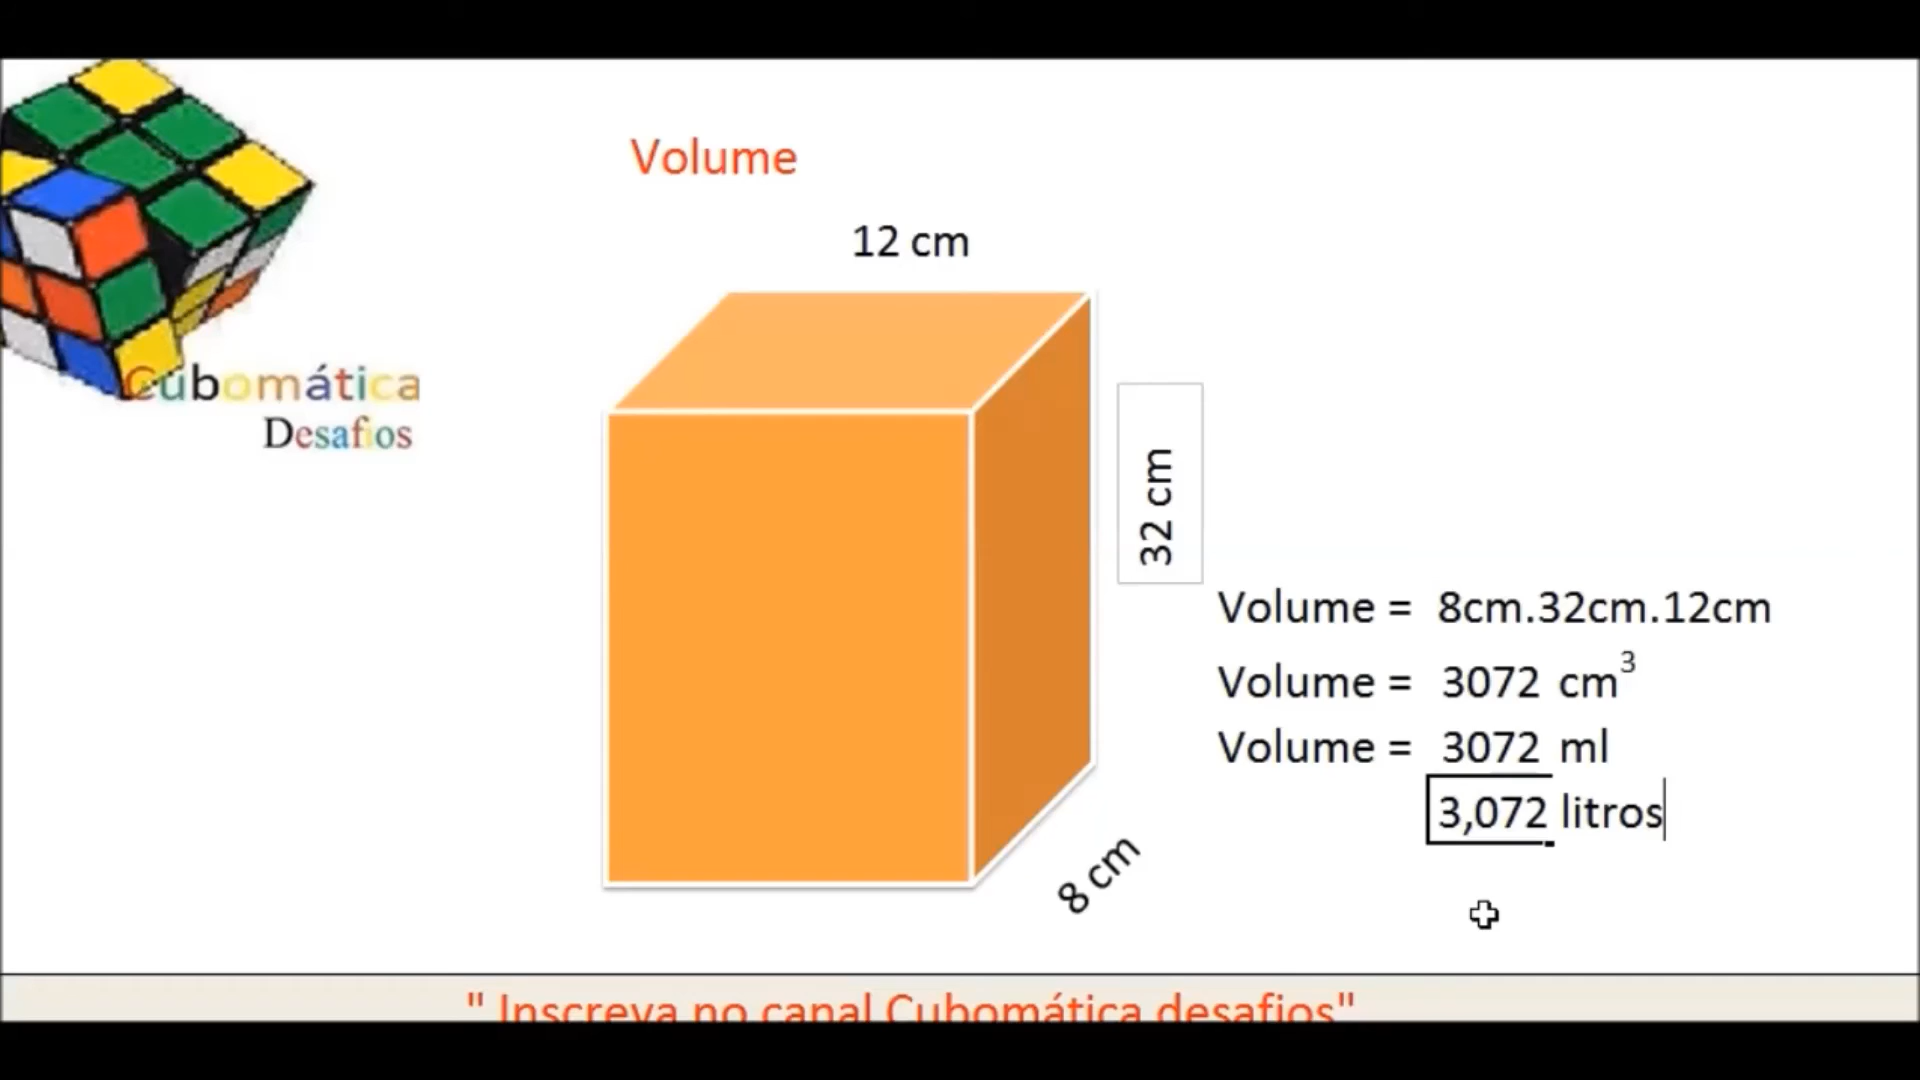 Volume
12 cm
Cubomática
Desafios
32 cm
Volume = 8cm.32cm.12cm
Volume = 3072 cm³
Volume = 3072 ml
3,072 litros
8 cm
" Inscreva no canal Cubomática desafios"